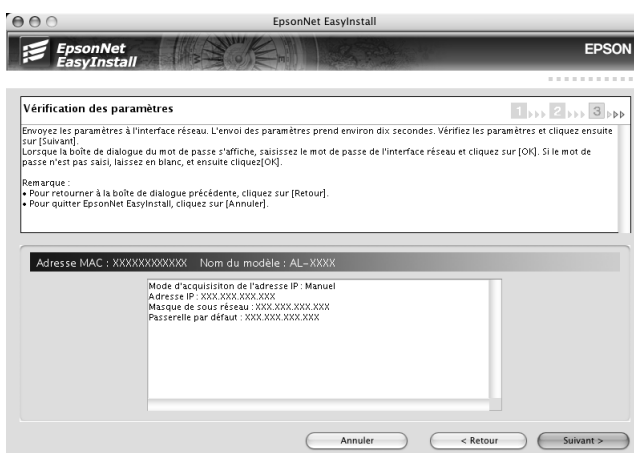 EpsonNet EasyInstall
EpsonNet
EasyInstall
EPSON
Vérification des paramètres
1 2 3
Envoyez les paramètres à l'interface réseau. L'envoi des paramètres prend environ dix secondes. Vérifiez les paramètres et cliquez ensuite
sur [Suivant].
Lorsque la boîte de dialogue du mot de passe s'affiche, saisissez le mot de passe de l'interface réseau et cliquez sur [OK]. Si le mot de
passe n'est pas saisi, laissez en blanc, et ensuite cliquez[OK].
Remarque :
• Pour retourner à la boîte de dialogue précédente, cliquez sur [Retour].
• Pour quitter EpsonNet EasyInstall, cliquez sur [Annuler].
Adresse MAC : XXXXXXXXXXXX Nom du modèle : AL-XXXX
Mode d'acquisisiton de l'adresse IP : Manuel
Adresse IP : XXX.XXX.XXX.XXX
Masque de sous réseau : XXX.XXX.XXX.XXX
Passerelle par défaut : XXX.XXX.XXX.XXX
Annuler
< Retour
Suivant >